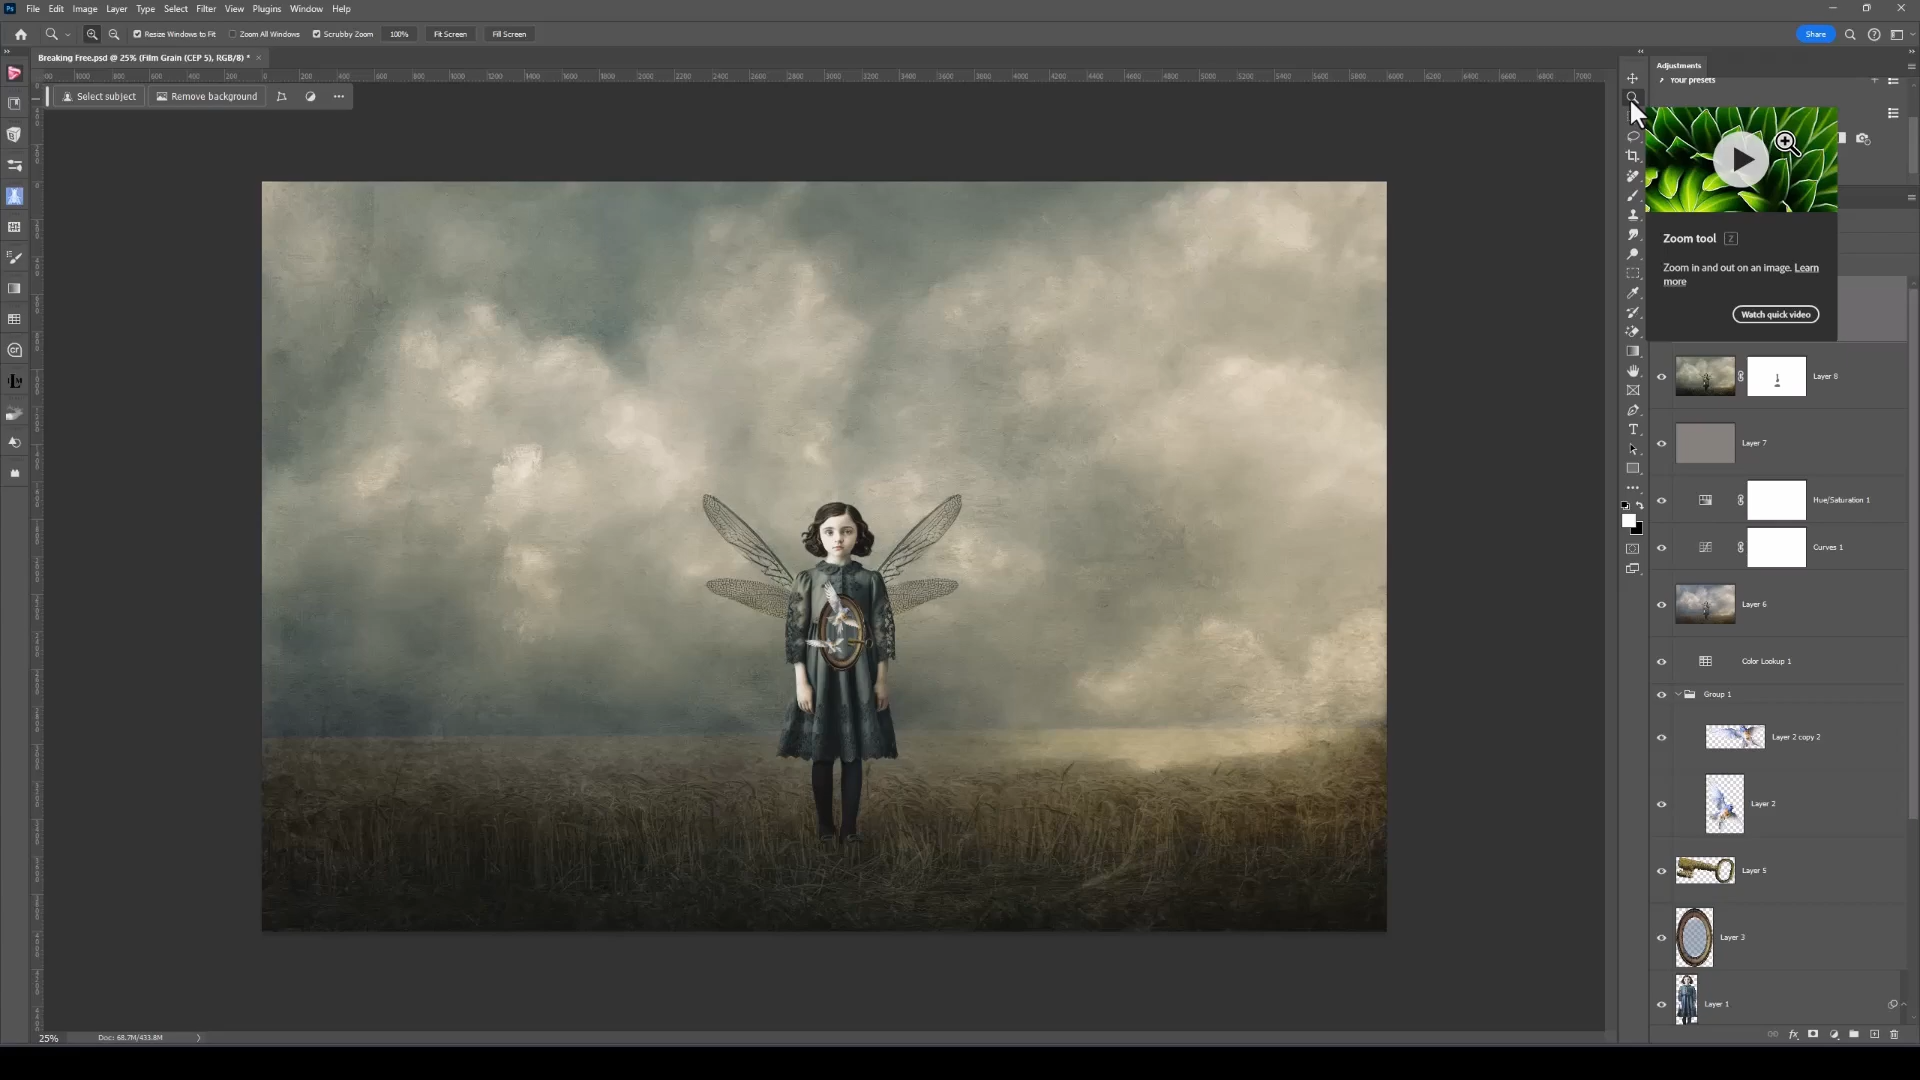 Ps File Edit Image Layer Type Select Filter View Plugins Window Help
Resize Windows to Fit Zoom All Windows Scrubby Zoom 100% Fit Screen Fill Screen
Share
Breaking Free.psd @ 25% (Film Grain (CEP 5), RGB/8) *
Adjustments
Your presets
Select subject Remove background
Zoom tool Z
Zoom in and out on an image. Learn
more
Watch quick video
Layer 8
Layer 7
Hue/Saturation 1
Curves 1
Layer 6
Color Lookup 1
Group 1
Layer 2 copy 2
Layer 2
Layer 5
Layer 3
Layer 1
25% Doc: 68.7M/433.8M